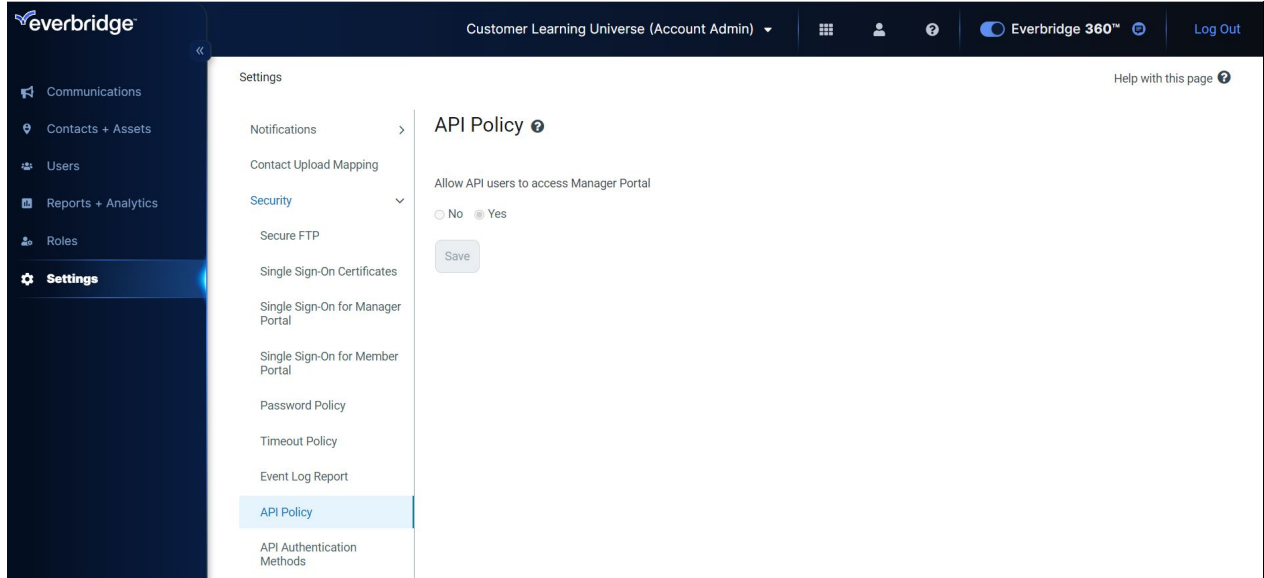 everbridge™
Customer Learning Universe (Account Admin)
Everbridge 360™
Log Out
«
Communications
Contacts + Assets
Users
Reports + Analytics
Roles
Settings
Settings
Help with this page ?
Notifications
Contact Upload Mapping
Security
Secure FTP
Single Sign-On Certificates
Single Sign-On for Manager
Portal
Single Sign-On for Member
Portal
Password Policy
Timeout Policy
Event Log Report
API Policy
API Authentication
Methods
API Policy ?
Allow API users to access Manager Portal
No Yes
Save